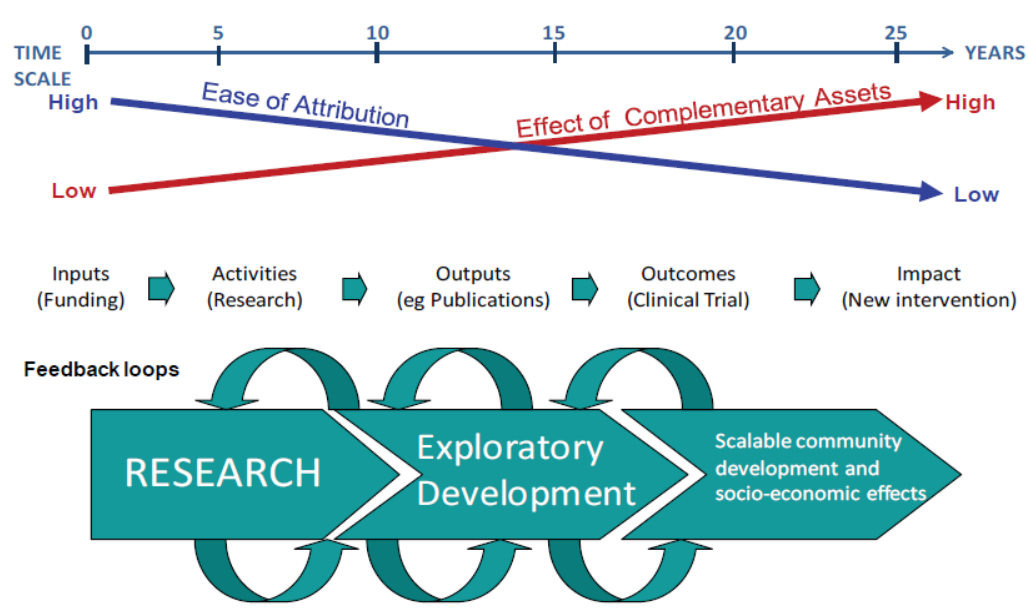 0 5 10 15 20 25
TIME
SCALE
YEARS
High
Ease of Attribution
Effect of Complementary Assets
High
Low
Low
Inputs
(Funding)
Activities
(Research)
Outputs
(eg Publications)
Outcomes
(Clinical Trial)
Impact
(New intervention)
Feedback loops
RESEARCH
Exploratory
Development
Scalable community
development and
socio-economic effects